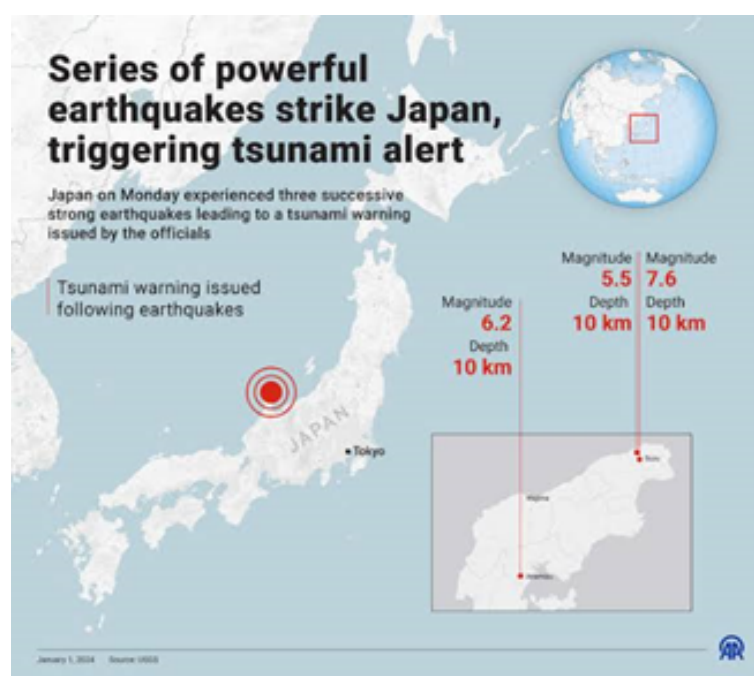 Series of powerful
earthquakes strike Japan,
triggering tsunami alert
Japan on Monday experienced three successive
strong earthquakes leading to a tsunami warning
issued by the officials
Tsunami warning issued
following earthquakes
Magnitude
5.5
Depth
10 km
Magnitude
7.6
Depth
10 km
Magnitude
6.2
Depth
10 km
JAPAN
Tokyo
Wajima
January 1, 2024 Source: USGS
AA